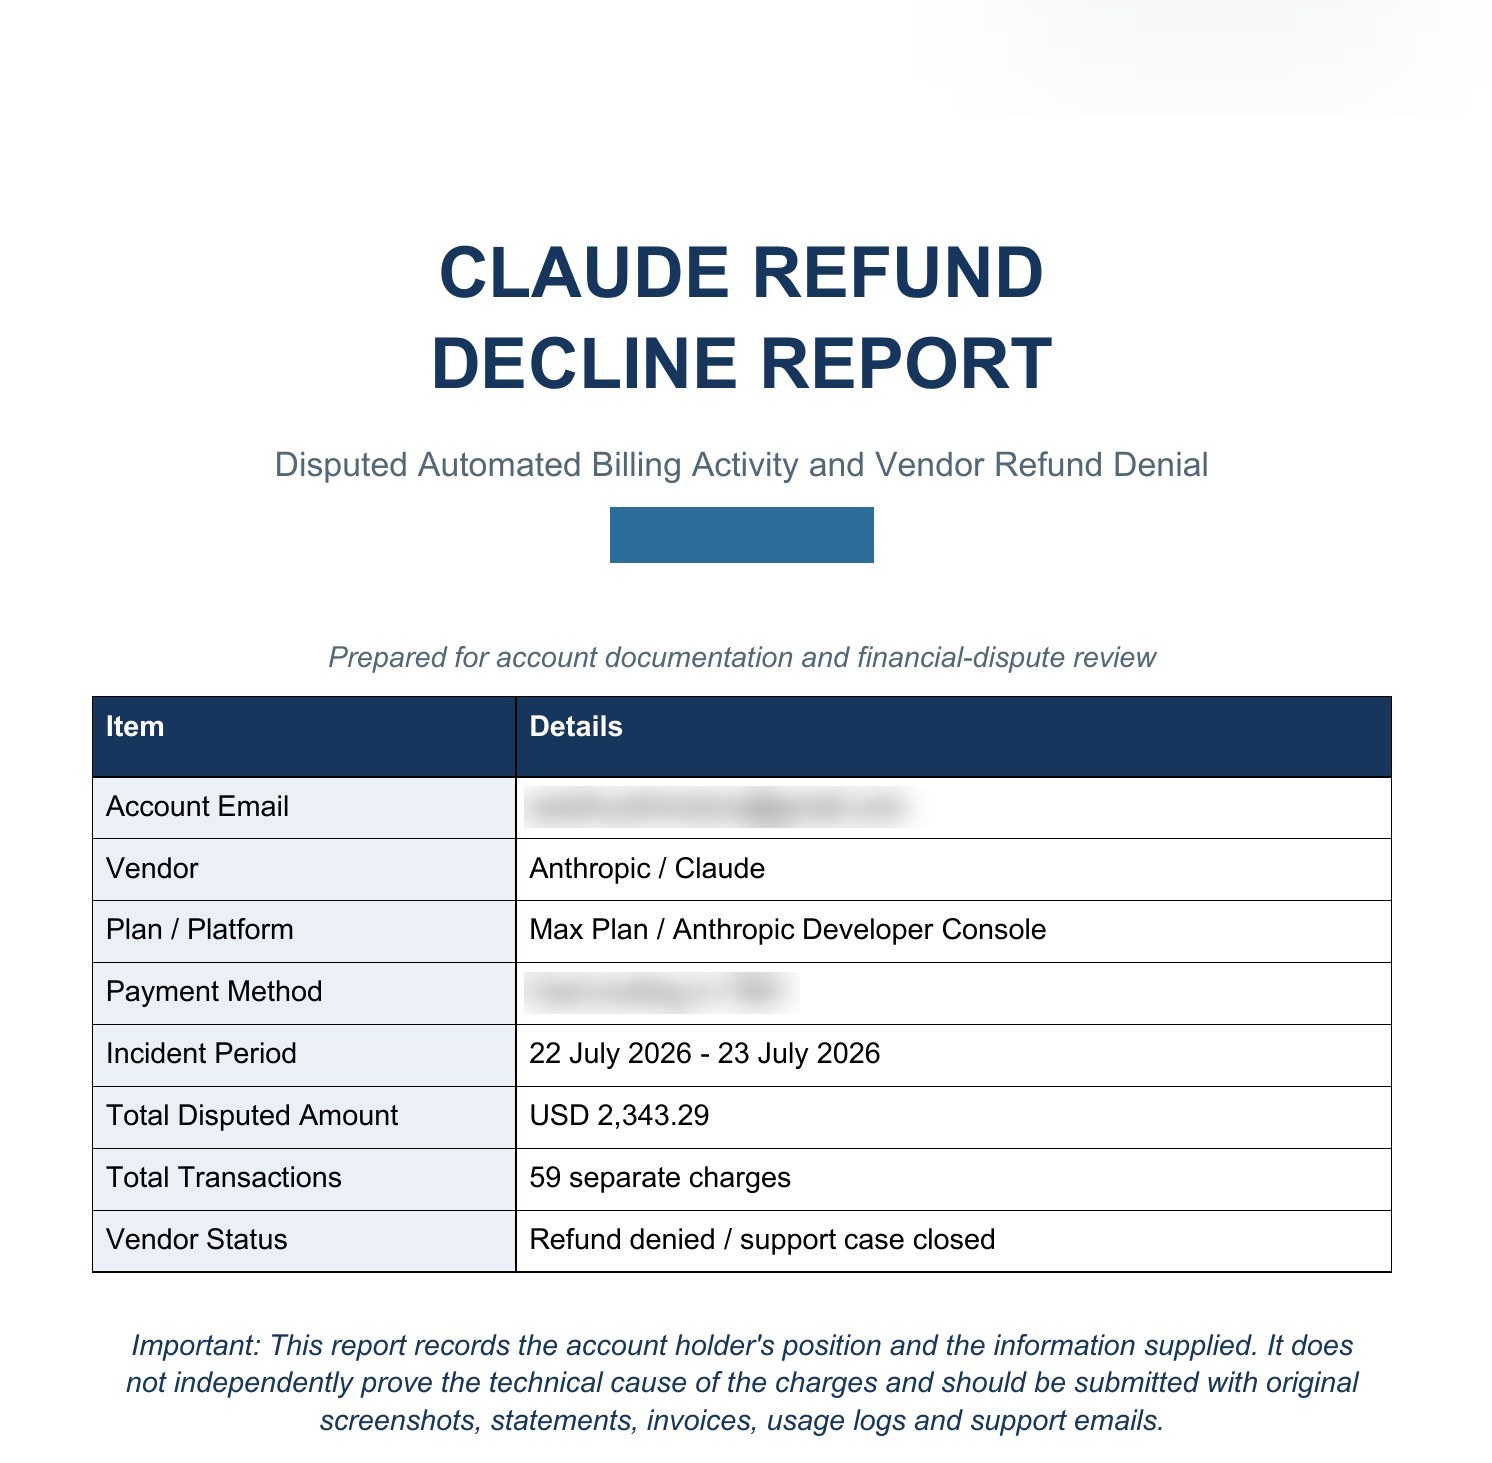 CLAUDE REFUND
DECLINE REPORT
Disputed Automated Billing Activity and Vendor Refund Denial
Prepared for account documentation and financial-dispute review
Item Details
Account Email
Vendor Anthropic / Claude
Plan / Platform Max Plan / Anthropic Developer Console
Payment Method
Incident Period 22 July 2026 - 23 July 2026
Total Disputed Amount USD 2,343.29
Total Transactions 59 separate charges
Vendor Status Refund denied / support case closed
Important: This report records the account holder's position and the information supplied. It does
not independently prove the technical cause of the charges and should be submitted with original
screenshots, statements, invoices, usage logs and support emails.